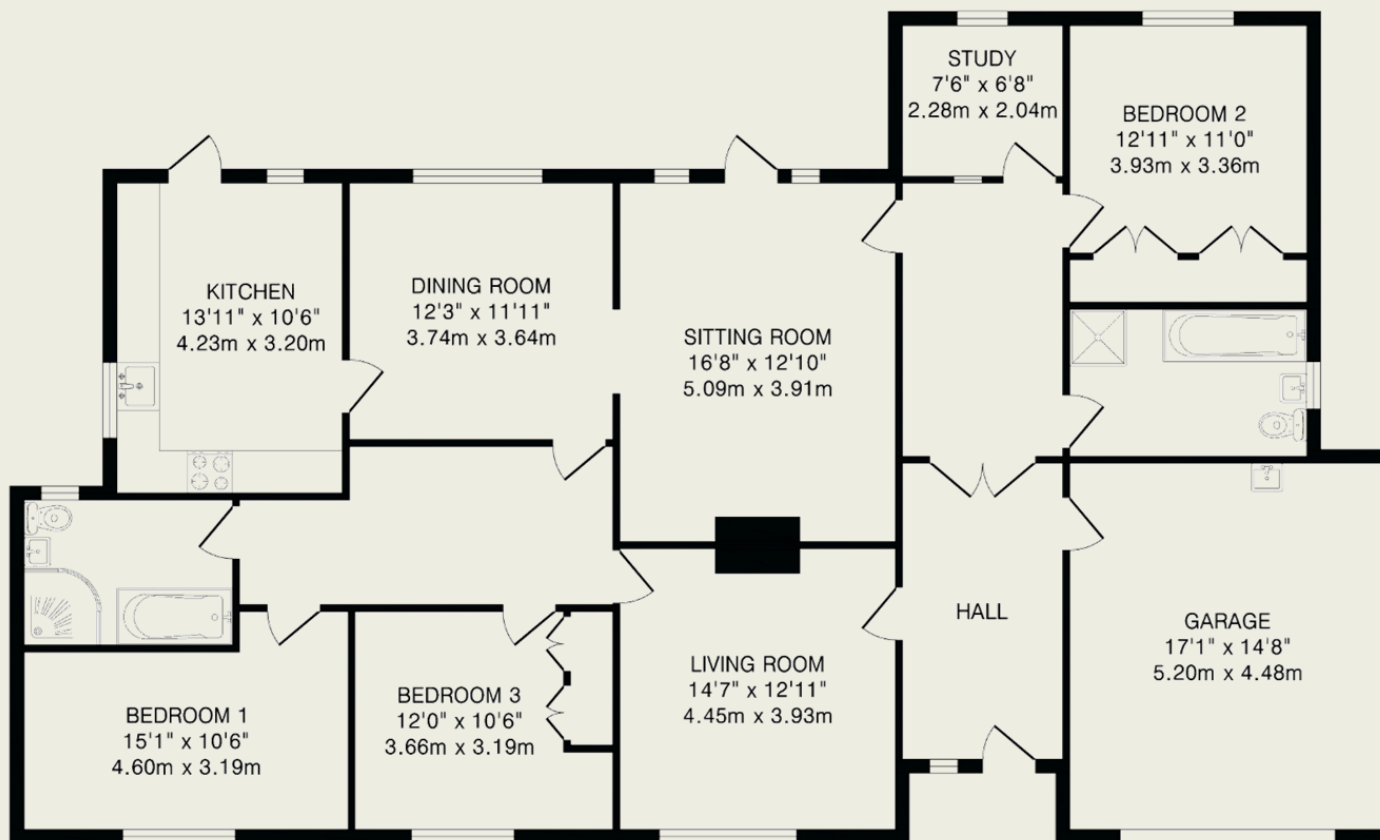 STUDY
7'6" x 6'8"
2.28m x 2.04m
BEDROOM 2
12'11" x 11'0"
3.93m x 3.36m
KITCHEN
13'11" x 10'6"
4.23m x 3.20m
DINING ROOM
12'3" x 11'11"
3.74m x 3.64m
SITTING ROOM
16'8" x 12'10"
5.09m x 3.91m
HALL
GARAGE
17'1" x 14'8"
5.20m x 4.48m
LIVING ROOM
14'7" x 12'11"
4.45m x 3.93m
BEDROOM 3
12'0" x 10'6"
3.66m x 3.19m
BEDROOM 1
15'1" x 10'6"
4.60m x 3.19m